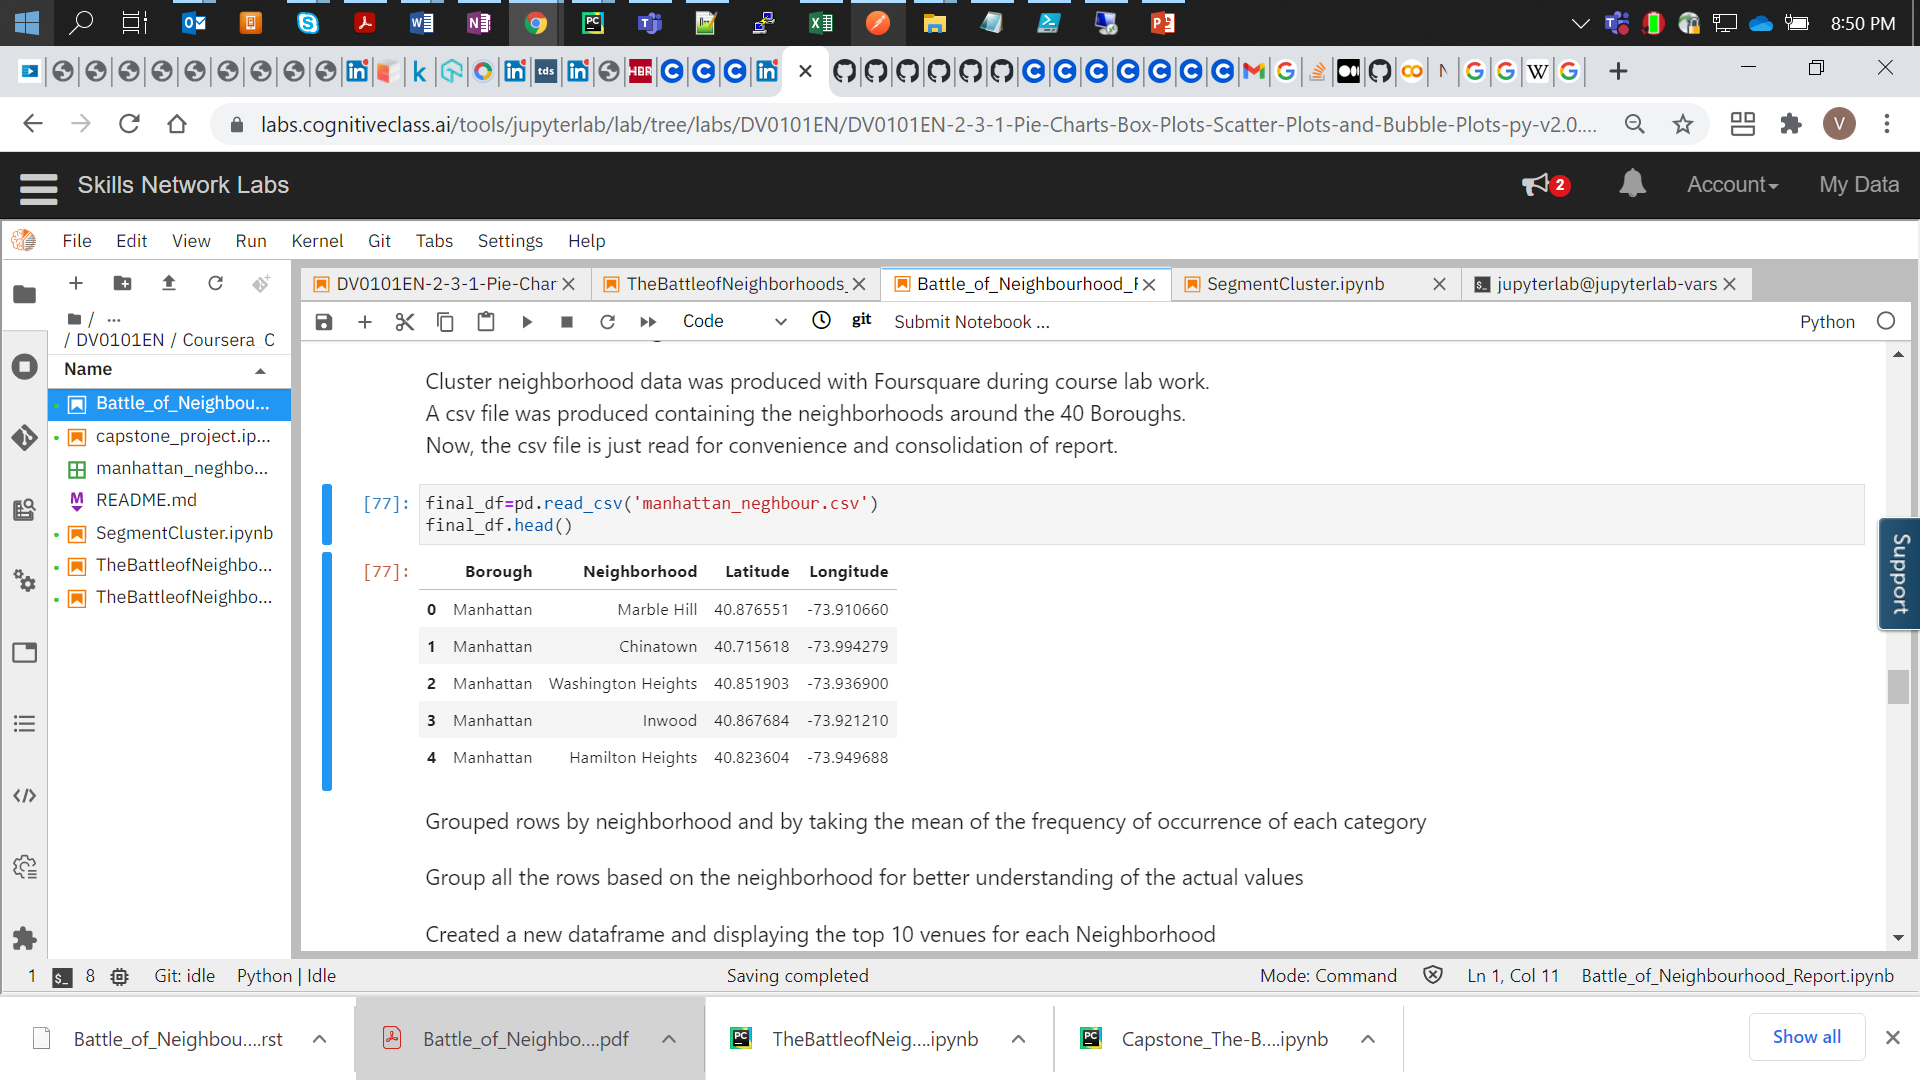 8:50 PM
labs.cognitiveclass.ai/tools/jupyterlab/lab/tree/labs/DV0101EN/DV0101EN-2-3-1-Pie-Charts-Box-Plots-Scatter-Plots-and-Bubble-Plots-py-v2.0....
V
Skills Network Labs
2
Account
My Data
File Edit View Run Kernel Git Tabs Settings Help
DV0101EN-2-3-1-Pie-Char
TheBattleofNeighborhoods_
Battle_of_Neighbourhood_R
SegmentCluster.ipynb
jupyterlab@jupyterlab-vars
Code
git
Submit Notebook ...
Python
/ ...
/ DV0101EN / Coursera_C
Name
Battle_of_Neighbou...
capstone_project.ip...
manhattan_neghbo...
README.md
SegmentCluster.ipynb
TheBattleofNeighbo...
TheBattleofNeighbo...
Cluster neighborhood data was produced with Foursquare during course lab work.
A csv file was produced containing the neighborhoods around the 40 Boroughs.
Now, the csv file is just read for convenience and consolidation of report.
[77]: final_df=pd.read_csv('manhattan_neghbour.csv')
final_df.head()
[77]: Borough Neighborhood Latitude Longitude
0 Manhattan Marble Hill 40.876551 -73.910660
1 Manhattan Chinatown 40.715618 -73.994279
2 Manhattan Washington Heights 40.851903 -73.936900
3 Manhattan Inwood 40.867684 -73.921210
4 Manhattan Hamilton Heights 40.823604 -73.949688
Grouped rows by neighborhood and by taking the mean of the frequency of occurrence of each category
Group all the rows based on the neighborhood for better understanding of the actual values
Created a new dataframe and displaying the top 10 venues for each Neighborhood
Support
1 8 Git: idle Python | Idle
Saving completed
Mode: Command
Ln 1, Col 11
Battle_of_Neighbourhood_Report.ipynb
Battle_of_Neighbou....rst
Battle_of_Neighbo....pdf
TheBattleofNeig....ipynb
Capstone_The-B....ipynb
Show all